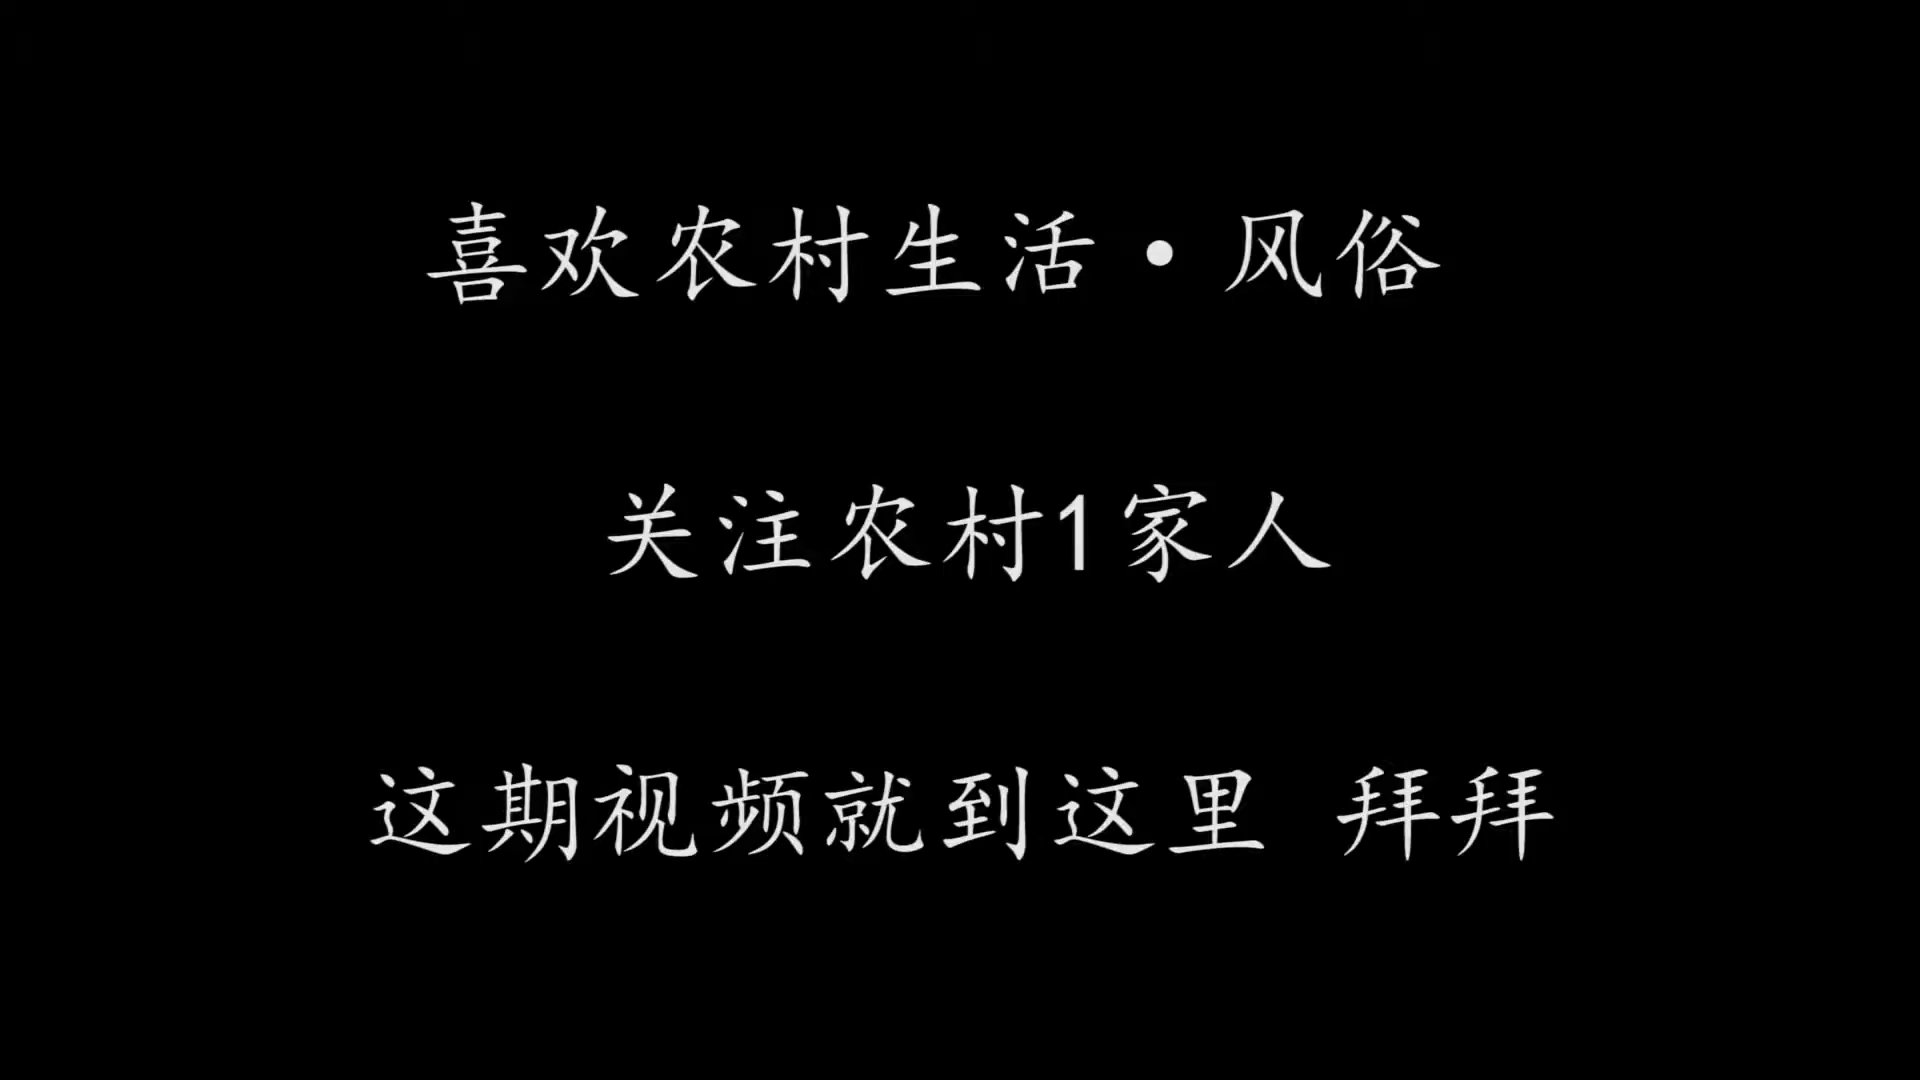 喜欢农村生活·风俗
关注农村1家人
这期视频就到这里 拜拜